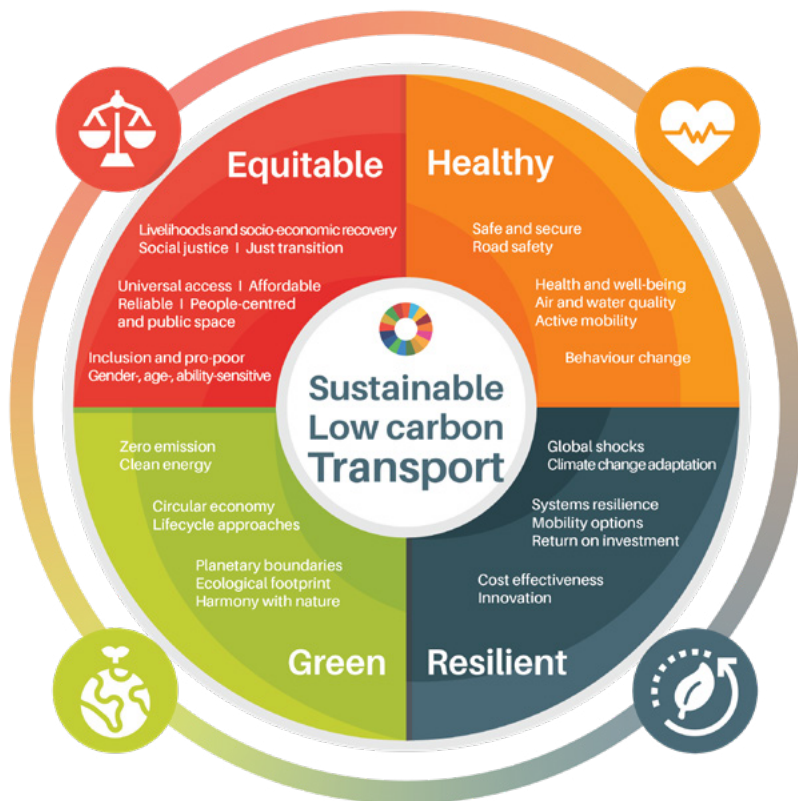 Equitable
Livelihoods and socio-economic recovery
Social justice I Just transition
Universal access I Affordable
Reliable I People-centred
and public space
Inclusion and pro-poor
Gender-, age-, ability-sensitive
Healthy
Safe and secure
Road safety
Health and well-being
Air and water quality
Active mobility
Behaviour change
Sustainable
Low carbon
Transport
Zero emission
Clean energy
Circular economy
Lifecycle approaches
Planetary boundaries
Ecological footprint
Harmony with nature
Green
Global shocks
Climate change adaptation
Systems resilience
Mobility options
Return on investment
Cost effectiveness
Innovation
Resilient